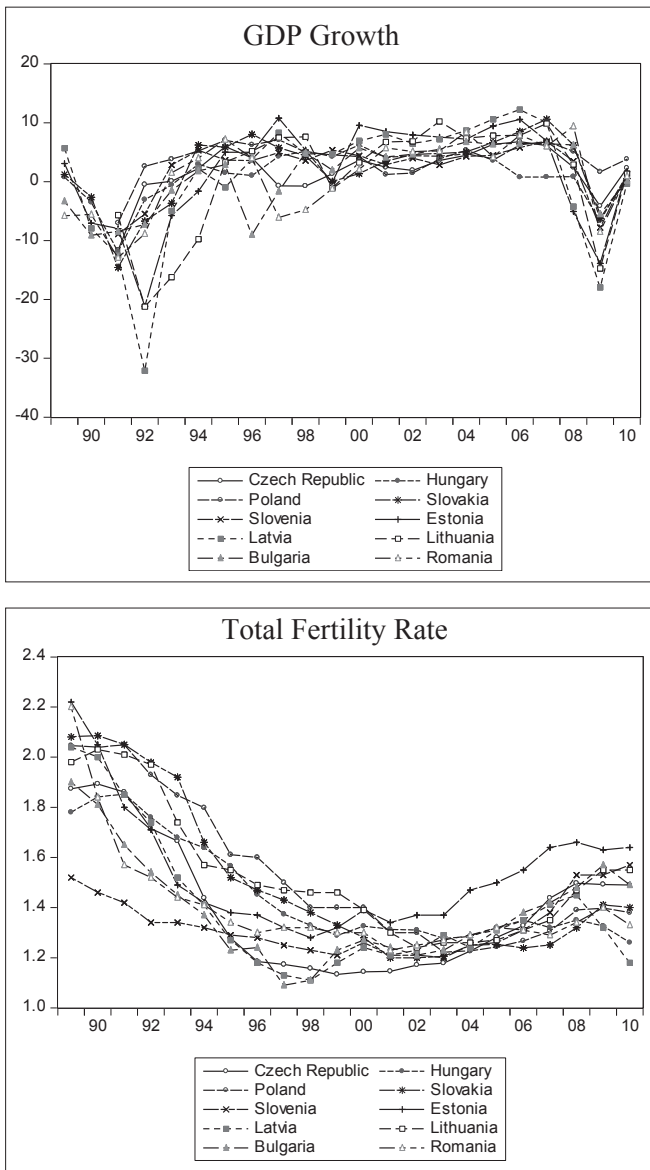 GDP Growth
20
10
0
-10
-20
-30
-40
90 92 94 96 98 00 02 04 06 08 10
Czech Republic Hungary
Poland Slovakia
Slovenia Estonia
Latvia Lithuania
Bulgaria Romania
Total Fertility Rate
2.4
2.2
2.0
1.8
1.6
1.4
1.2
1.0
90 92 94 96 98 00 02 04 06 08 10
Czech Republic Hungary
Poland Slovakia
Slovenia Estonia
Latvia Lithuania
Bulgaria Romania